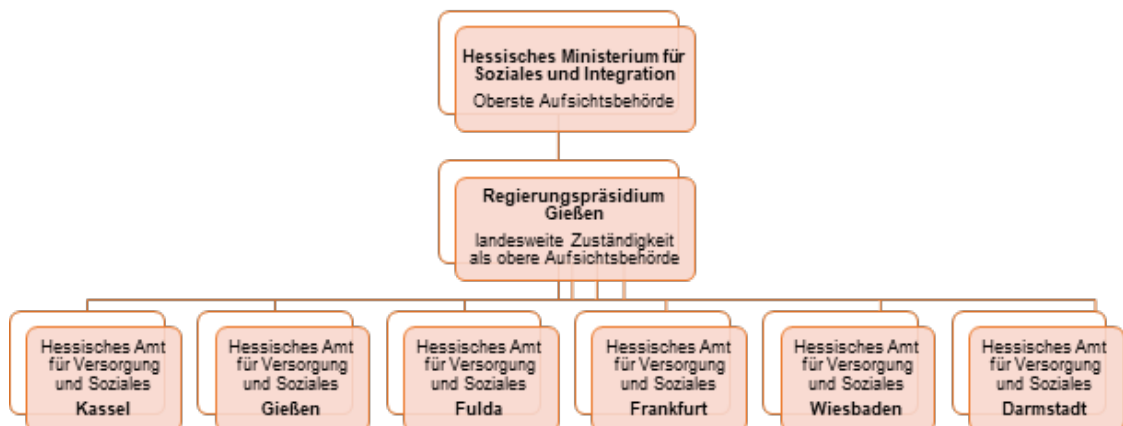 Hessisches Ministerium für
Soziales und Integration
Oberste Aufsichtsbehörde
Regierungspräsidium
Gießen
landesweite Zuständigkeit
als obere Aufsichtsbehörde
Hessisches Amt
für Versorgung
und Soziales
Kassel
Hessisches Amt
für Versorgung
und Soziales
Gießen
Hessisches Amt
für Versorgung
und Soziales
Fulda
Hessisches Amt
für Versorgung
und Soziales
Frankfurt
Hessisches Amt
für Versorgung
und Soziales
Wiesbaden
Hessisches Amt
für Versorgung
und Soziales
Darmstadt